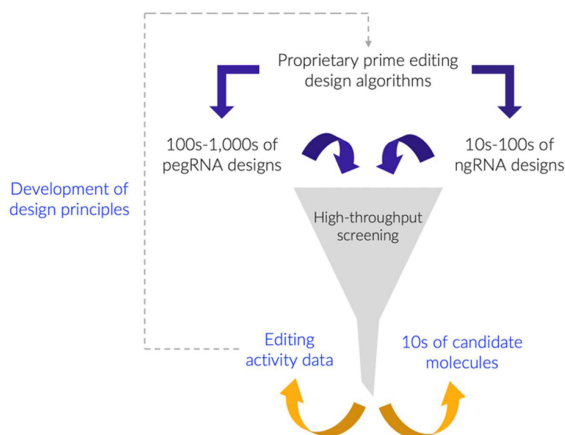 Proprietary prime editing
design algorithms
100s-1,000s of
pegRNA designs
10s-100s of
ngRNA designs
Development of
design principles
High-throughput
screening
Editing
activity data
10s of candidate
molecules